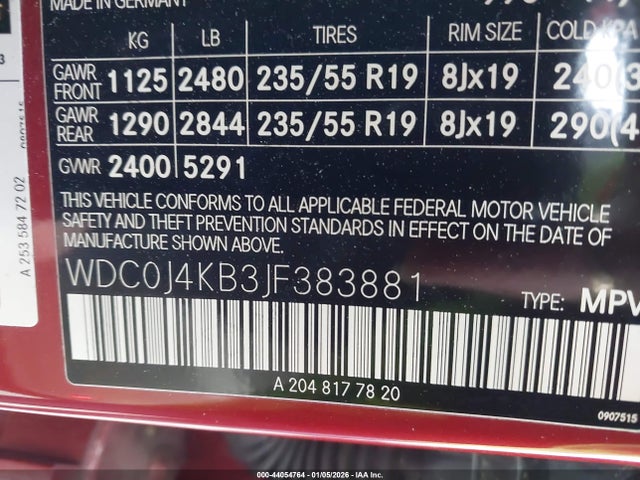 MADE IN GERMANY
KG LB TIRES RIM SIZE COLD KPA
GAWR FRONT 1125 2480 235/55 R19 8Jx19 240(3
GAWR REAR 1290 2844 235/55 R19 8Jx19 290(4
GVWR 2400 5291
THIS VEHICLE CONFORMS TO ALL APPLICABLE FEDERAL MOTOR VEHICLE
SAFETY AND THEFT PREVENTION STANDARDS IN EFFECT ON THE DATE OF
MANUFACTURE SHOWN ABOVE.
WDC0J4KB3JF383881 TYPE: MPV
A 204 817 78 20
0907515
A 253 584 72 02
0907515
000-44054764 - 01/05/2026 - IAA Inc.